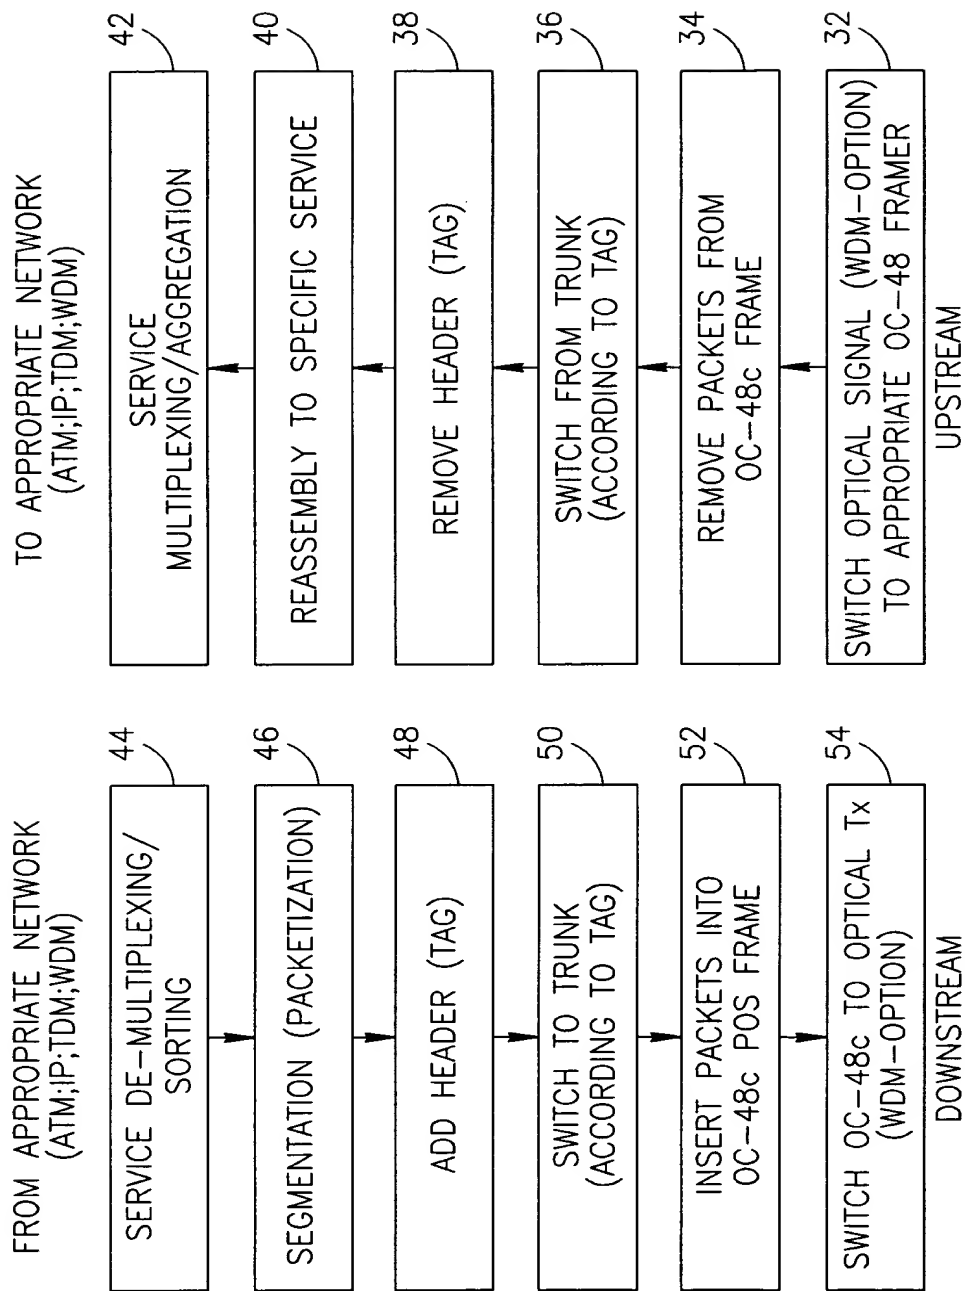 FROM APPROPRIATE NETWORK
(ATM;IP;TDM;WDM)
44
SERVICE DE-MULTIPLEXING/
SORTING
46
SEGMENTATION (PACKETIZATION)
48
ADD HEADER (TAG)
50
SWITCH TO TRUNK
(ACCORDING TO TAG)
52
INSERT PACKETS INTO
OC-48c POS FRAME
54
SWITCH OC-48c TO OPTICAL Tx
(WDM-OPTION)
DOWNSTREAM
TO APPROPRIATE NETWORK
(ATM;IP;TDM;WDM)
42
SERVICE
MULTIPLEXING/AGGREGATION
40
REASSEMBLY TO SPECIFIC SERVICE
38
REMOVE HEADER (TAG)
36
SWITCH FROM TRUNK
(ACCORDING TO TAG)
34
REMOVE PACKETS FROM
OC-48c FRAME
32
SWITCH OPTICAL SIGNAL (WDM-OPTION)
TO APPROPRIATE OC-48 FRAMER
UPSTREAM